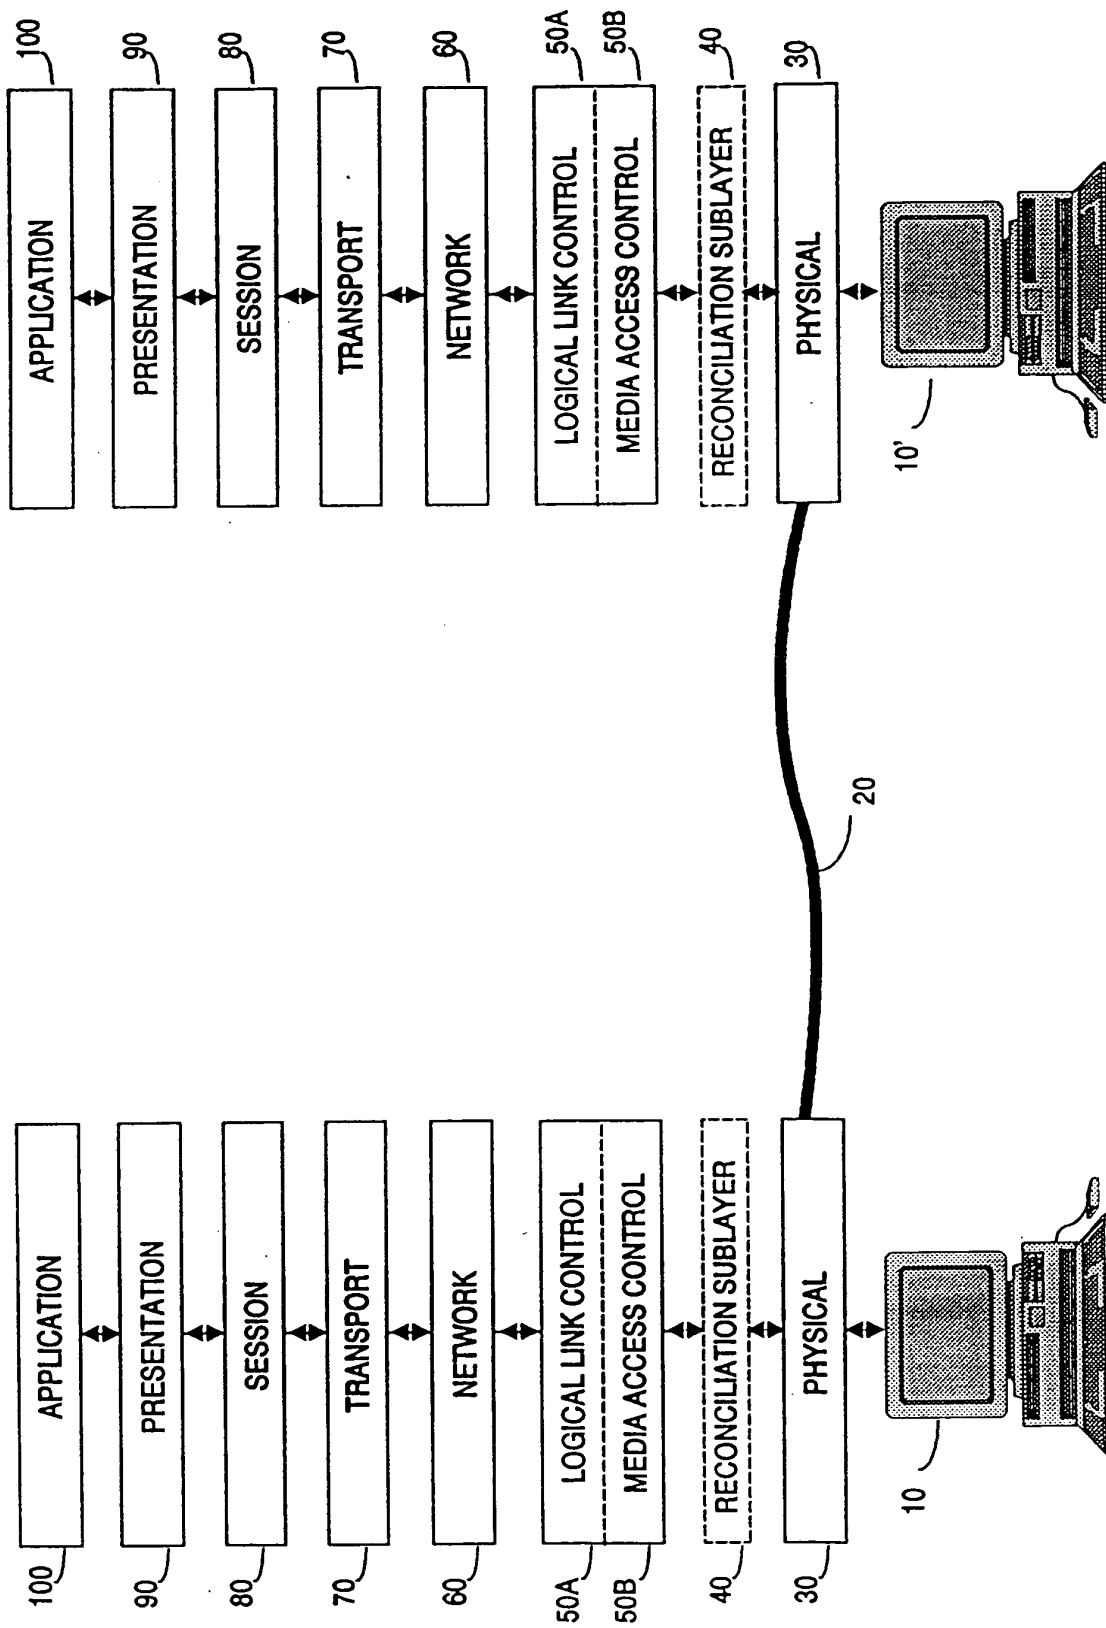 100
APPLICATION
90
PRESENTATION
80
SESSION
70
TRANSPORT
60
NETWORK
50A
LOGICAL LINK CONTROL
50B
MEDIA ACCESS CONTROL
40
RECONCILIATION SUBLAYER
30
PHYSICAL
10
20
APPLICATION
100
PRESENTATION
90
SESSION
80
TRANSPORT
70
NETWORK
60
LOGICAL LINK CONTROL
50A
MEDIA ACCESS CONTROL
50B
RECONCILIATION SUBLAYER
40
PHYSICAL
30
10'